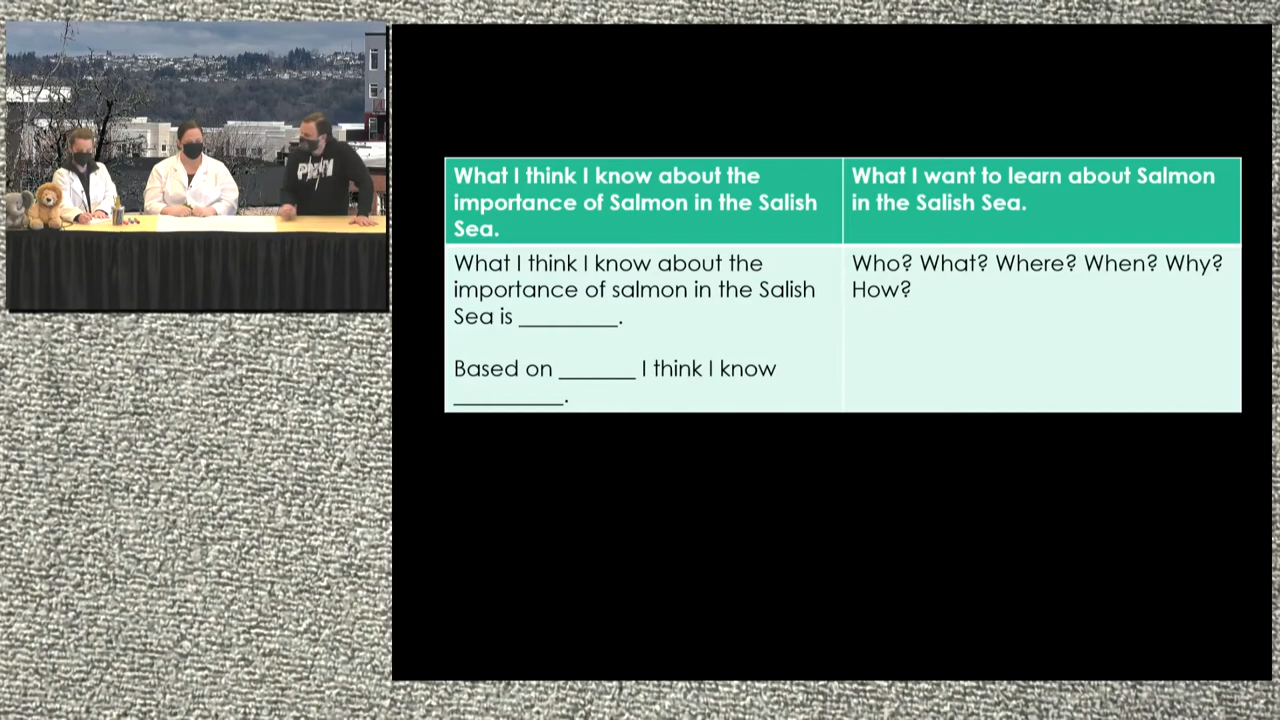 What I think I know about the
importance of Salmon in the Salish
Sea.
What I want to learn about Salmon
in the Salish Sea.
What I think I know about the
importance of salmon in the Salish
Sea is _________.
Based on _______ I think I know
__________.
Who? What? Where? When? Why?
How?